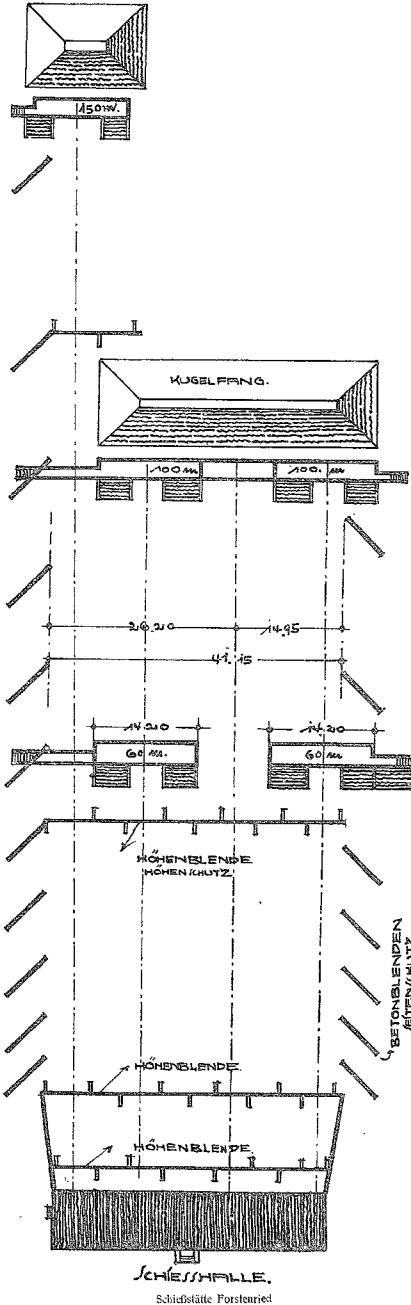 150 m.
KUGELFANG.
100 m
100. m
26.20
14.95
41.15
14.20
14.20
60 m.
60 m.
HÖHENBLENDE
HÖHENSCHUTZ
BETONBLENDEN
SEITENSCHUTZ
HÖHENBLENDE.
HÖHENBLENDE.
SCHIESSHALLE.
Schießstätte Forstenried